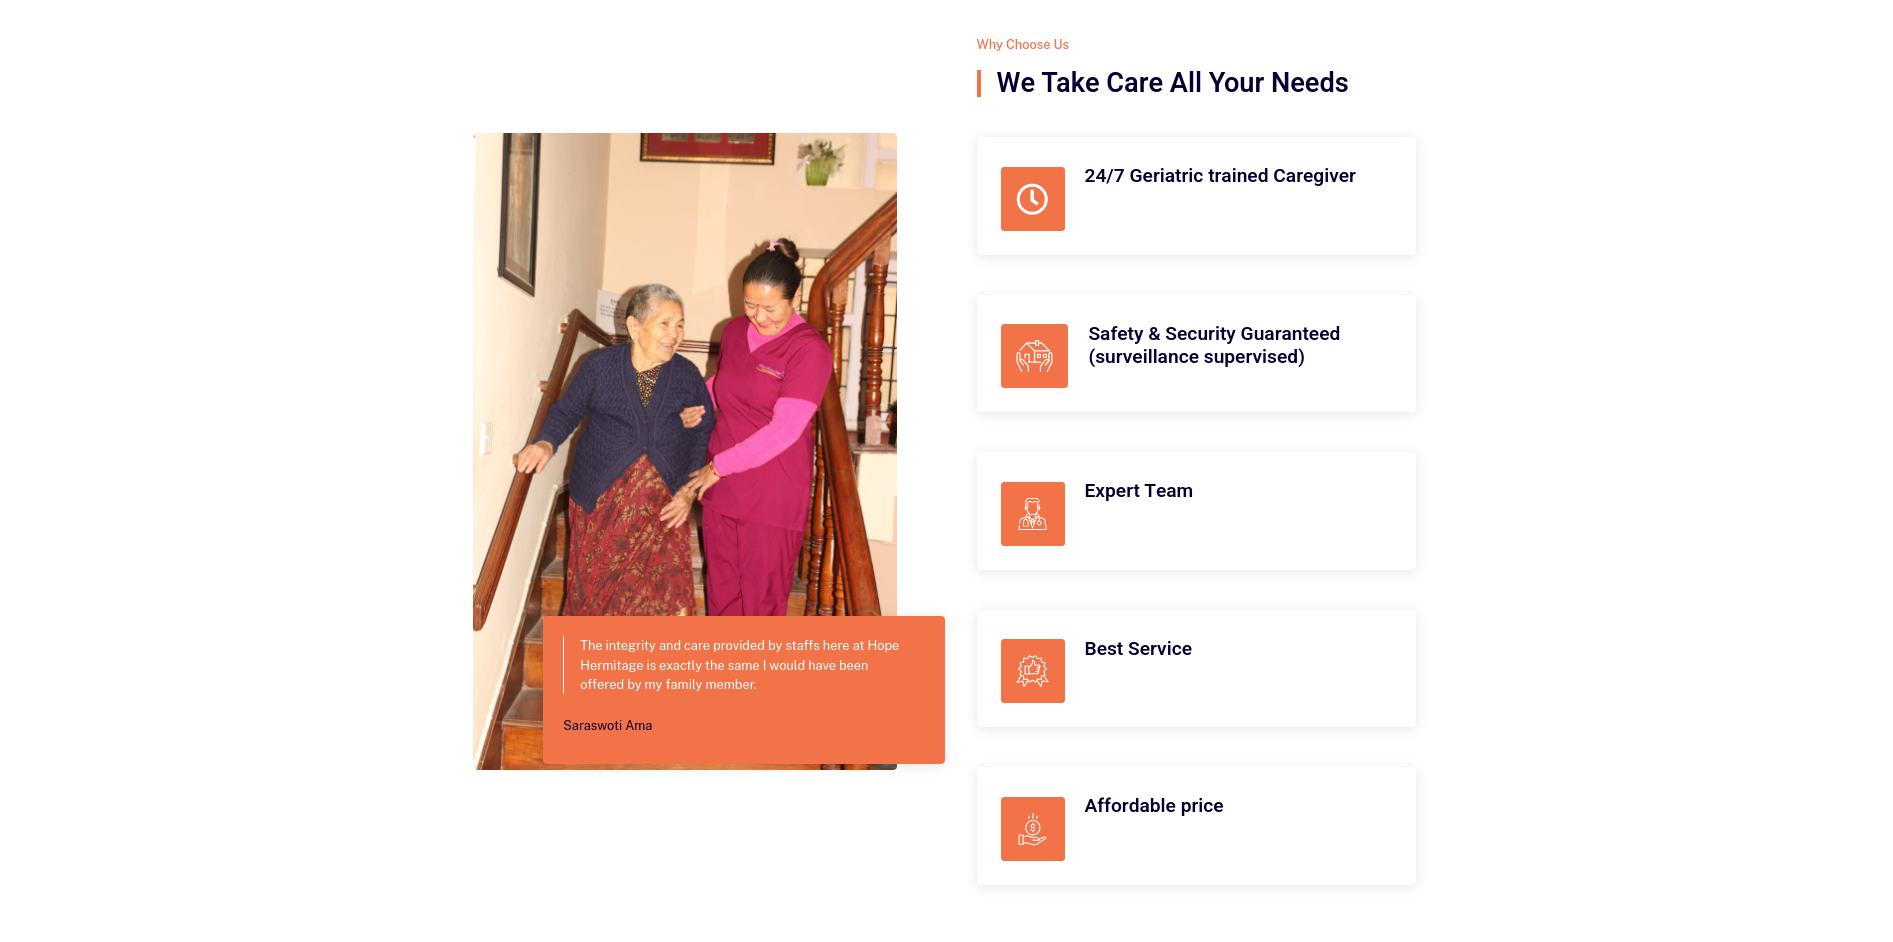 Why Choose Us
We Take Care All Your Needs
24/7 Geriatric trained Caregiver
Safety & Security Guaranteed
(surveillance supervised)
Expert Team
Best Service
Affordable price
The integrity and care provided by staffs here at Hope
Hermitage is exactly the same I would have been
offered by my family member.
Saraswoti Ama